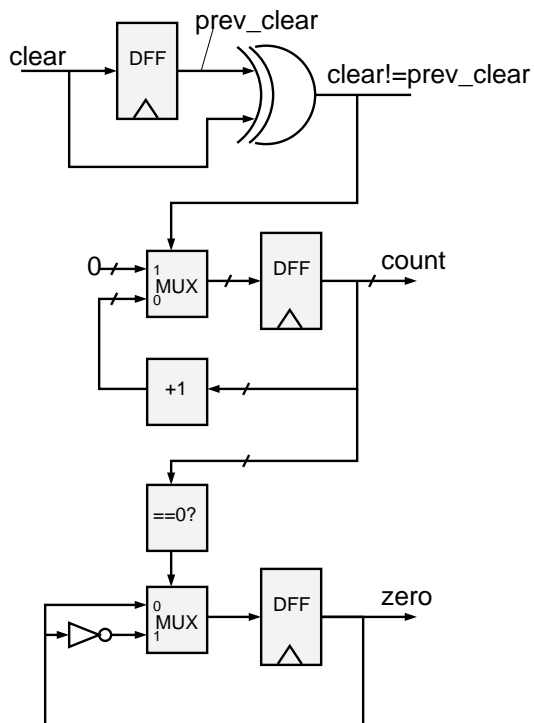 prev_clear
clear
DFF
clear!=prev_clear
0
1
MUX
0
DFF
count
+1
==0?
0
MUX
1
DFF
zero